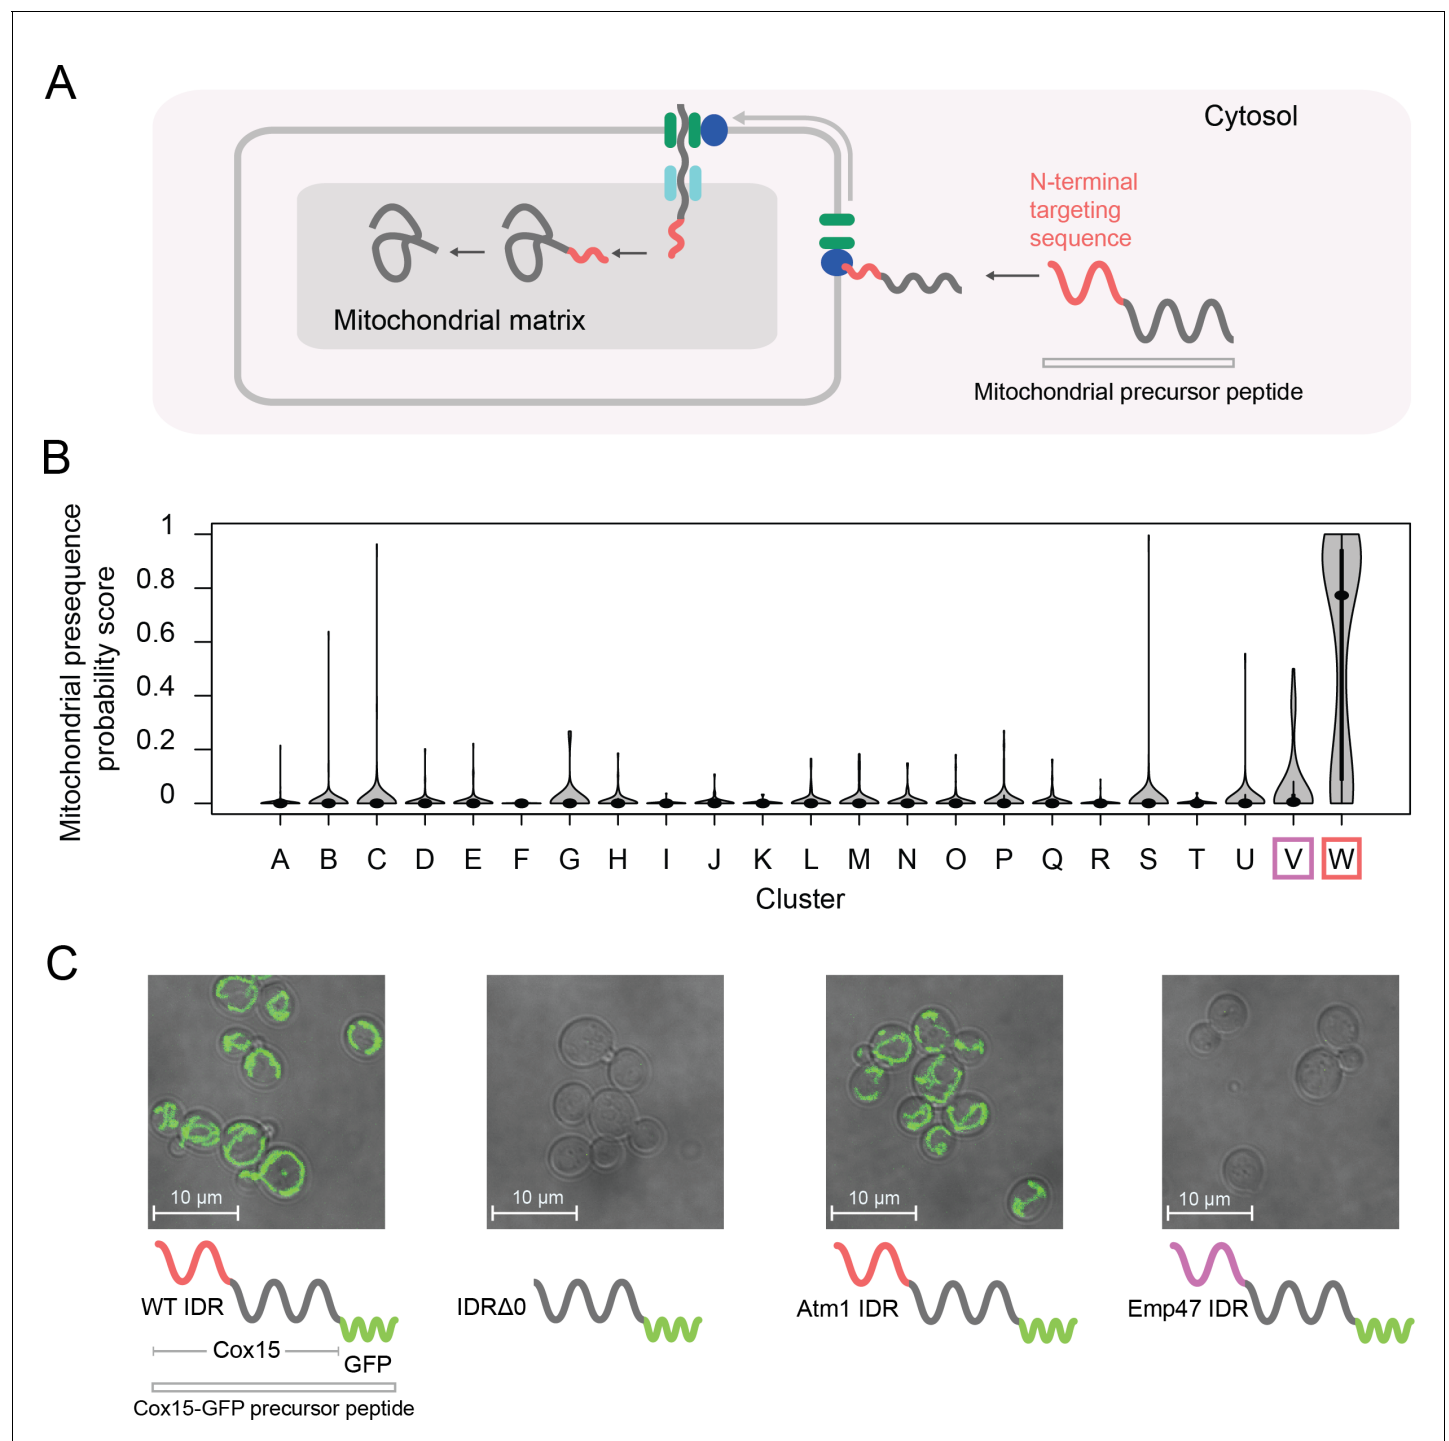 A
Cytosol
N-terminal
targeting
sequence
Mitochondrial matrix
Mitochondrial precursor peptide
B
Mitochondrial presequence
probability score
1
0.8
0.6
0.4
0.2
0
A B C D E F G H I J K L M N O P Q R S T U V W
Cluster
C
10 µm 10 µm 10 µm 10 µm
WT IDR IDRΔ0 Atm1 IDR Emp47 IDR
Cox15
GFP
Cox15-GFP precursor peptide